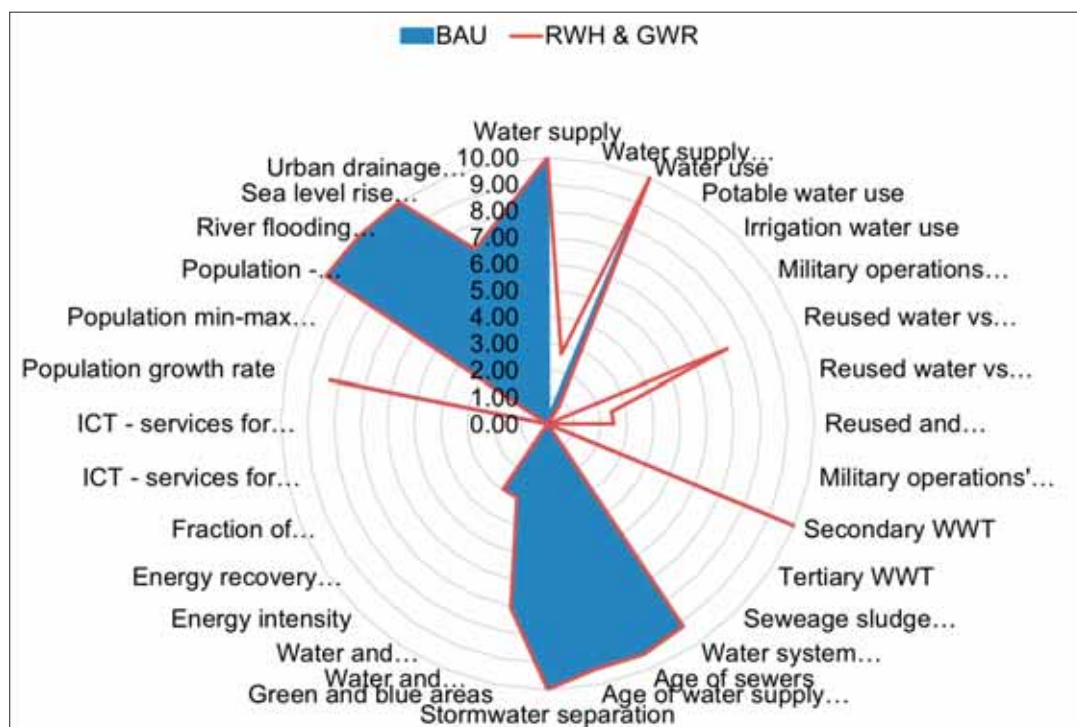 BAU RWH & GWR
Water supply
Water supply…
Water use
Potable water use
Irrigation water use
Military operations…
Reused water vs…
Reused water vs…
Reused and…
Military operations'…
Secondary WWT
Tertiary WWT
Seweage sludge…
Water system…
Age of sewers
Age of water supply…
Stormwater separation
Green and blue areas
Water and…
Water and…
Energy intensity
Energy recovery…
Fraction of…
ICT - services for…
ICT - services for…
Population growth rate
Population min-max…
Population -…
River flooding…
Sea level rise…
Urban drainage…
10.00
9.00
8.00
7.00
6.00
5.00
4.00
3.00
2.00
1.00
0.00